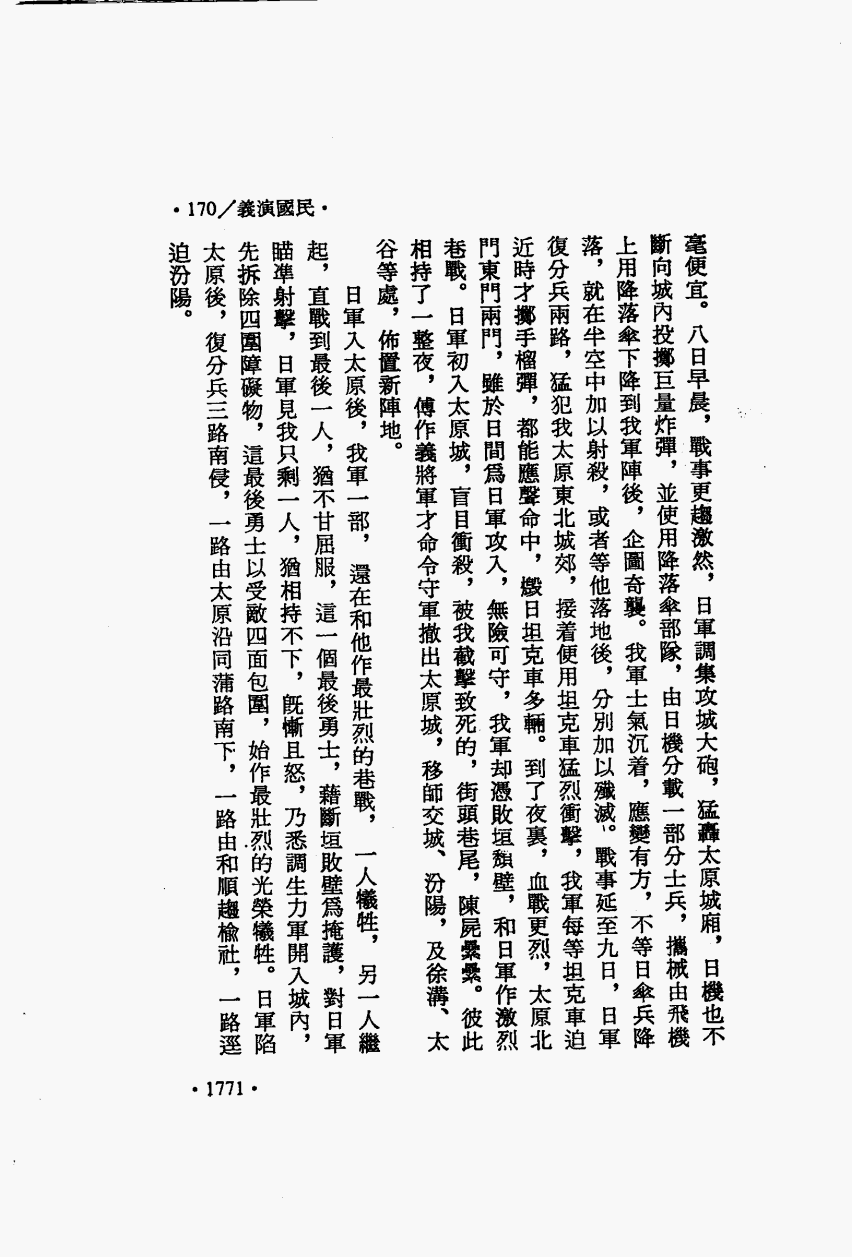 ·170／義演國民·
毫便宜。八日早晨，戰事更趨激烈，日軍調集攻城大砲，猛轟太原城廂，日機也不
斷向城內投擲巨量炸彈，並使用降落傘部隊，由日機分載一部分士兵，攜械由飛機
上用降落傘下降到我軍陣後，企圖奇襲。我軍士氣沉着，應變有方，不等日傘兵降
落，就在半空中加以射殺，或者等他落地後，分別加以殲滅。戰事延至九日，日軍
復分兵兩路，猛犯我太原東北城郊，接着便用坦克車猛烈衝擊，我軍每等坦克車迫
近時才擲手榴彈，都能應聲命中，燬日坦克車多輛。到了夜裏，血戰更烈，太原北
門東門兩門，雖於日間爲日軍攻入，無險可守，我軍却憑敗垣頹壁，和日軍作激烈
巷戰。日軍初入太原城，盲目衝殺，被我截擊致死的，街頭巷尾，陳屍纍纍。彼此
相持了一整夜，傅作義將軍才命令守軍撤出太原城，移師交城、汾陽，及徐溝、太
谷等處，佈置新陣地。
日軍入太原後，我軍一部，還在和他作最壯烈的巷戰，一人犧牲，另一人繼
起，直戰到最後一人，猶不甘屈服，這一個最後勇士，藉斷垣敗壁爲掩護，對日軍
瞄準射擊，日軍見我只剩一人，猶相持不下，旣慚且怒，乃悉調生力軍開入城內，
先拆除四圍障礙物，這最後勇士以受敵四面包圍，始作最壯烈的光榮犧牲。日軍陷
太原後，復分兵三路南侵，一路由太原沿同蒲路南下，一路由和順趨榆社，一路逕
迫汾陽。
·1771·